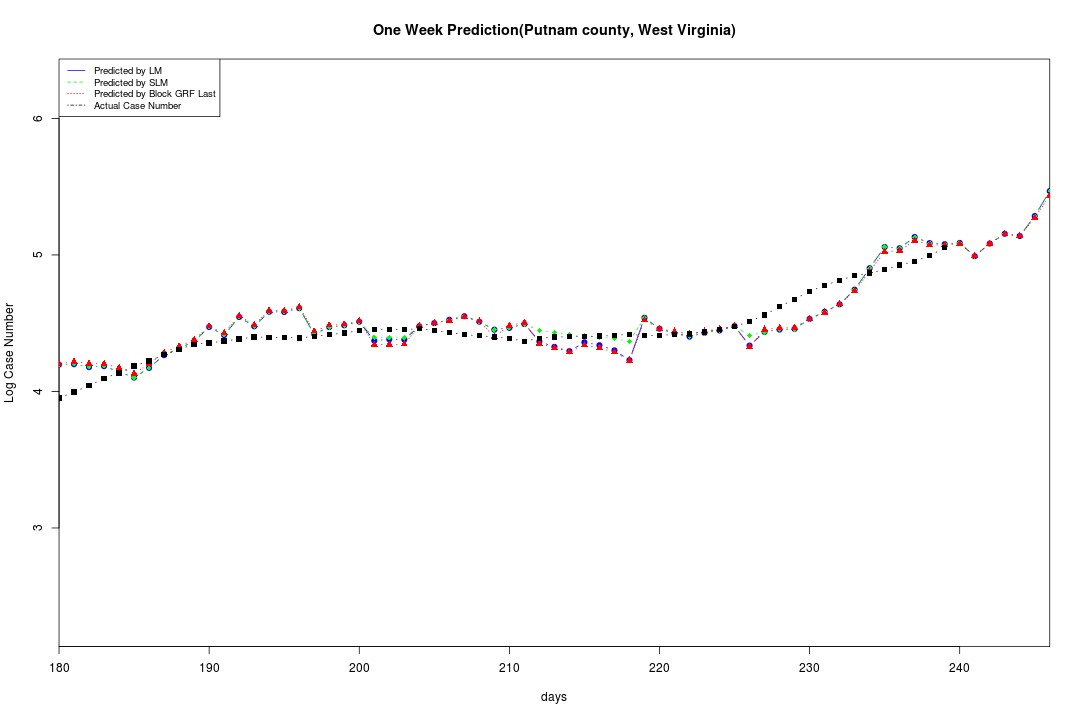 One Week Prediction(Putnam county, West Virginia)
Predicted by LM
Predicted by SLM
Predicted by Block GRF Last
Actual Case Number
6
5
4
3
Log Case Number
180 190 200 210 220 230 240
days